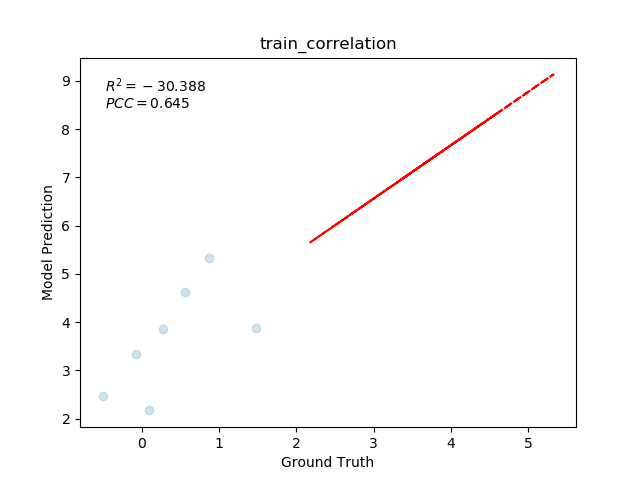 train_correlation
R² = −30.388
PCC = 0.645
9
8
7
6
5
4
3
2
Model Prediction
0 1 2 3 4 5
Ground Truth